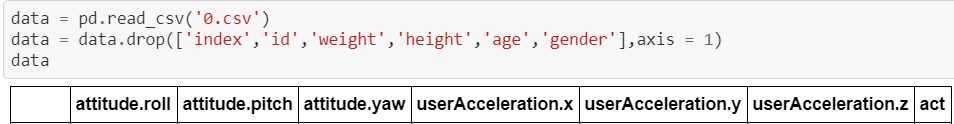 data = pd.read_csv('0.csv')
data = data.drop(['index','id','weight','height','age','gender'],axis = 1)
data
attitude.roll attitude.pitch attitude.yaw userAcceleration.x userAcceleration.y userAcceleration.z act